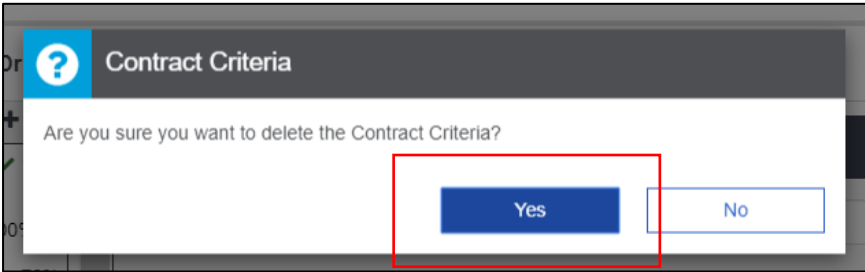 Contract Criteria
Are you sure you want to delete the Contract Criteria?
Yes
No